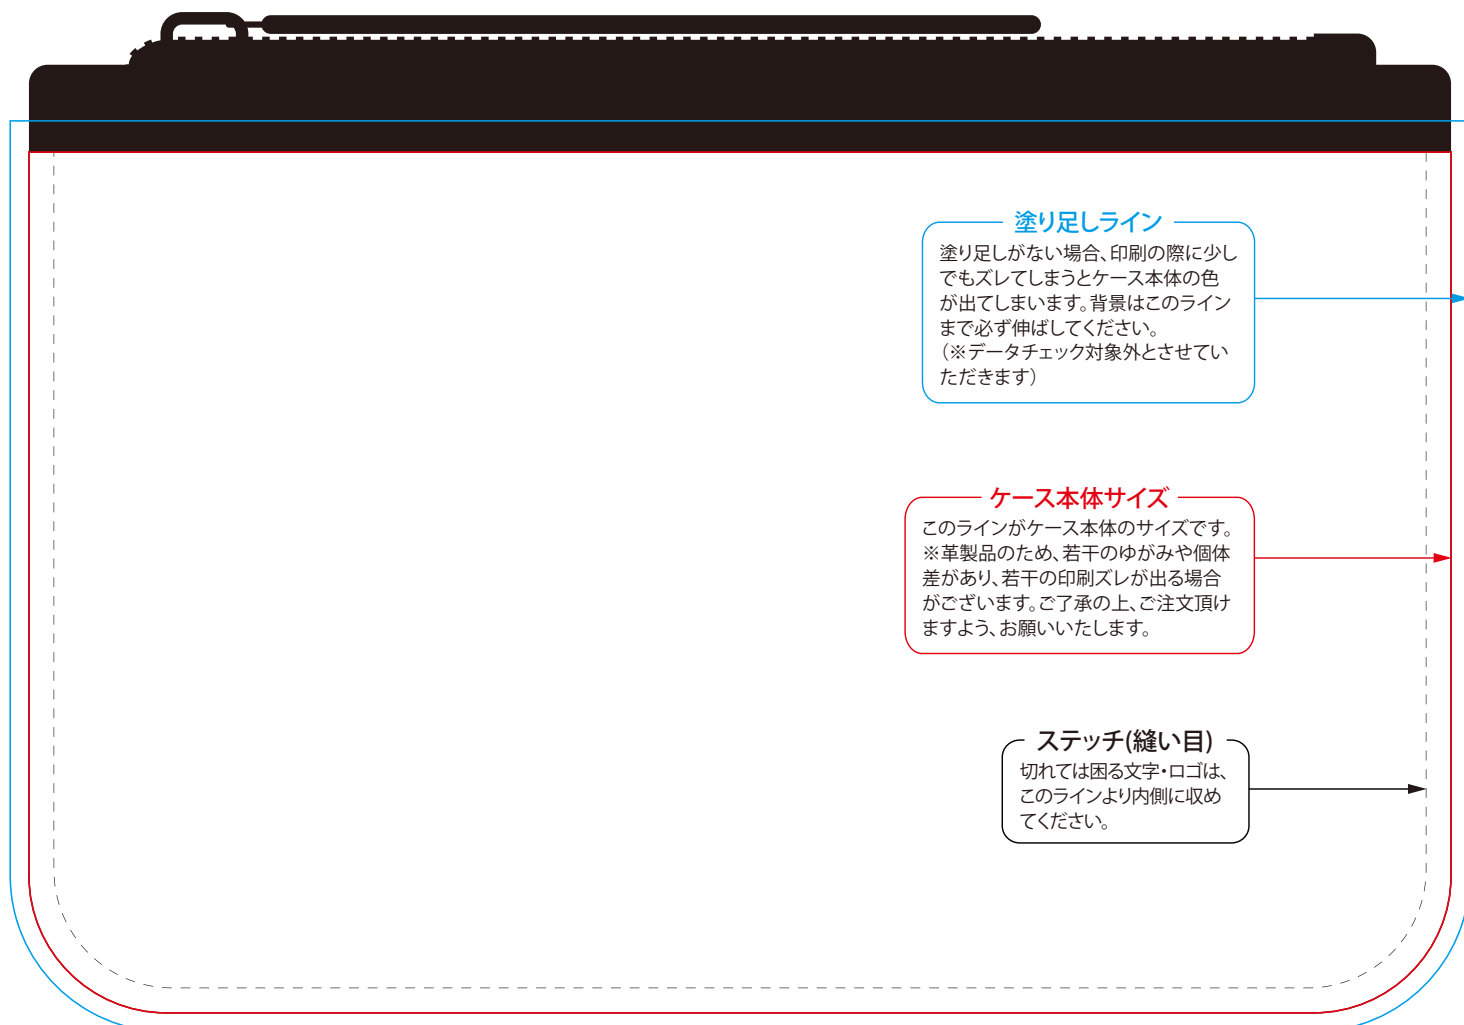 塗り足しライン
塗り足しがない場合、印刷の際に少し
でもズレてしまうとケース本体の色
が出てしまいます。背景はこのライン
まで必ず伸ばしてください。
（※データチェック対象外とさせてい
ただきます）
ケース本体サイズ
このラインがケース本体のサイズです。
※革製品のため、若干のゆがみや個体
差があり、若干の印刷ズレが出る場合
がございます。ご了承の上、ご注文頂け
ますよう、お願いいたします。
ステッチ(縫い目)
切れては困る文字・ロゴは、
このラインより内側に収め
てください。